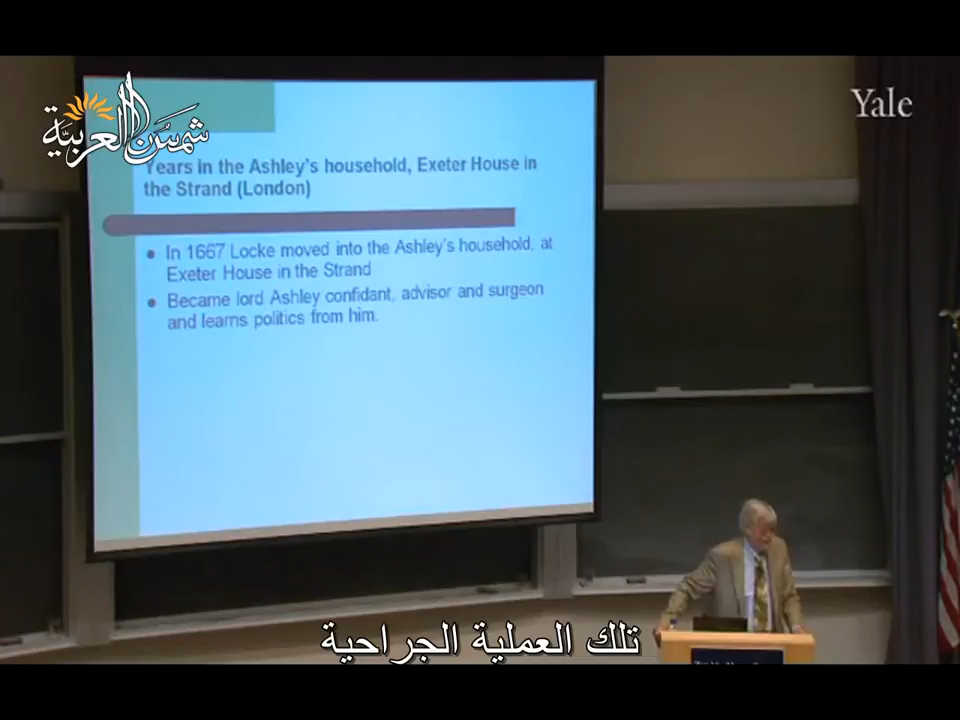 شمس العربية
Yale
Years in the Ashley's household, Exeter House in
the Strand (London)
In 1667 Locke moved into the Ashley's household, at
Exeter House in the Strand
Became lord Ashley confidant, advisor and surgeon
and learns politics from him.
تلك العملية الجراحية